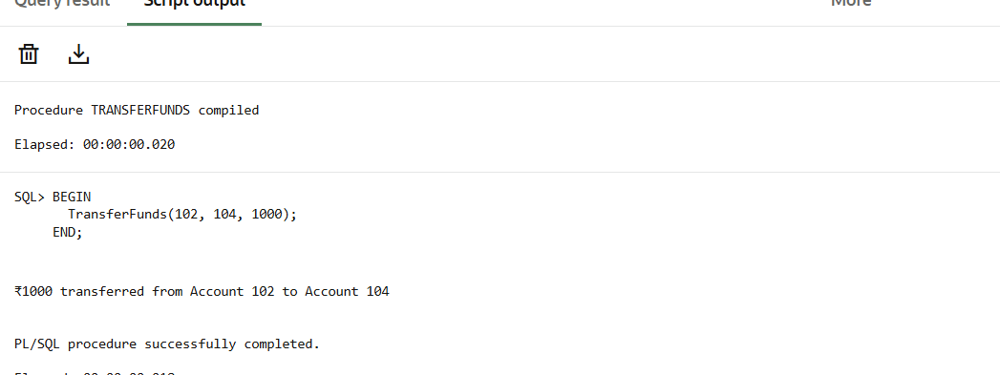 Query result Script output More
Procedure TRANSFERFUNDS compiled
Elapsed: 00:00:00.020
SQL> BEGIN
TransferFunds(102, 104, 1000);
END;
₹1000 transferred from Account 102 to Account 104
PL/SQL procedure successfully completed.